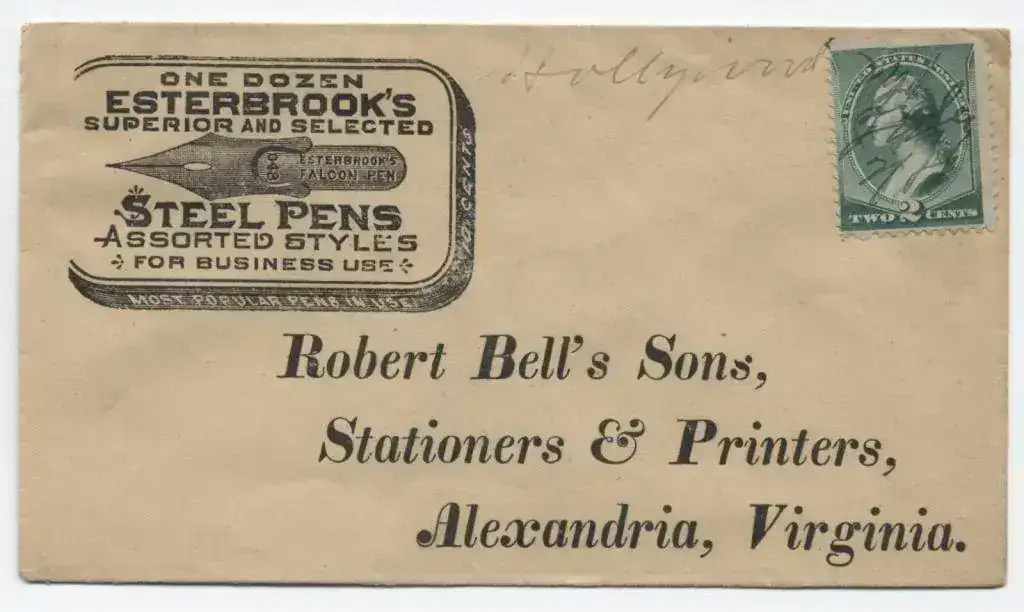 ONE DOZEN
ESTERBROOK'S
SUPERIOR AND SELECTED
048
ESTERBROOK'S
FALCON PEN
STEEL PENS
ASSORTED STYLES
FOR BUSINESS USE
MOST POPULAR PENS IN USE
CENTS
Hollywood
UNITED STATES POSTAGE
TWO 2 CENTS
Robert Bell's Sons,
Stationers & Printers,
Alexandria, Virginia.